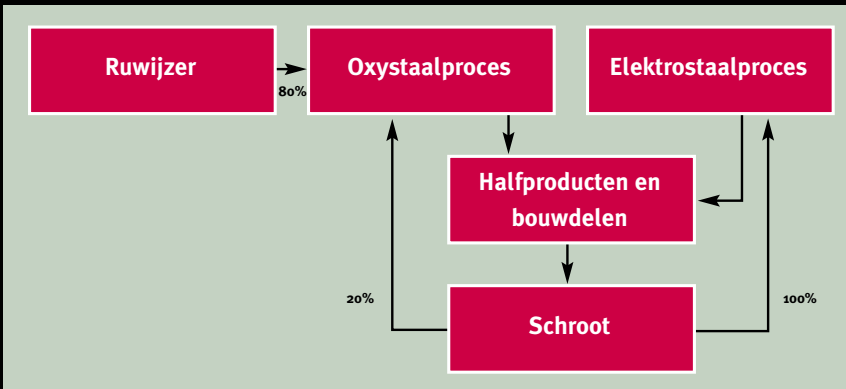 Ruwijzer
80%
Oxystaalproces
Elektrostaalproces
Halfproducten en
bouwdelen
20%
Schroot
100%